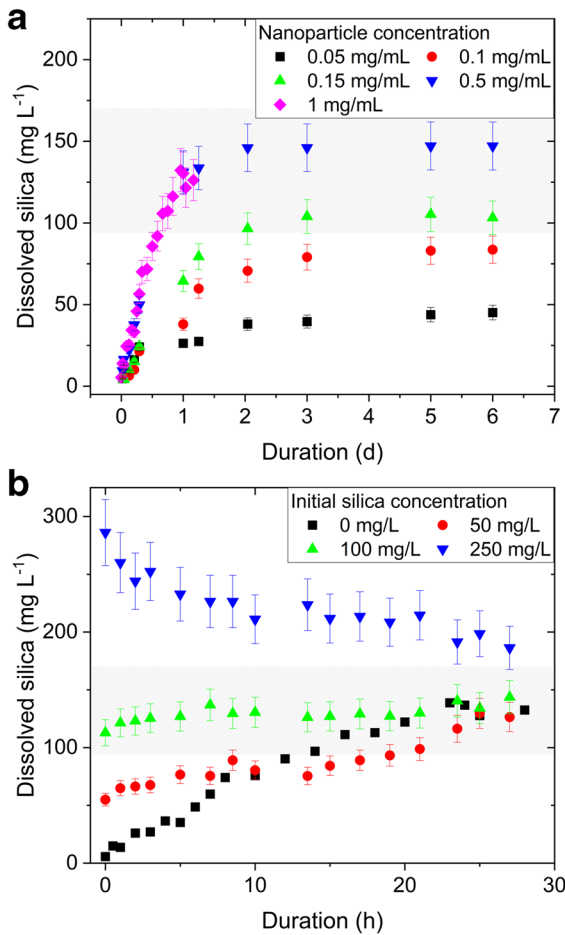 a
Nanoparticle concentration
0.05 mg/mL 0.1 mg/mL
0.15 mg/mL 0.5 mg/mL
1 mg/mL
Dissolved silica (mg L⁻¹)
200
150
100
50
0
0 1 2 3 4 5 6 7
Duration (d)
b
Initial silica concentration
0 mg/L 50 mg/L
100 mg/L 250 mg/L
Dissolved silica (mg L⁻¹)
300
200
100
0
0 10 20 30
Duration (h)